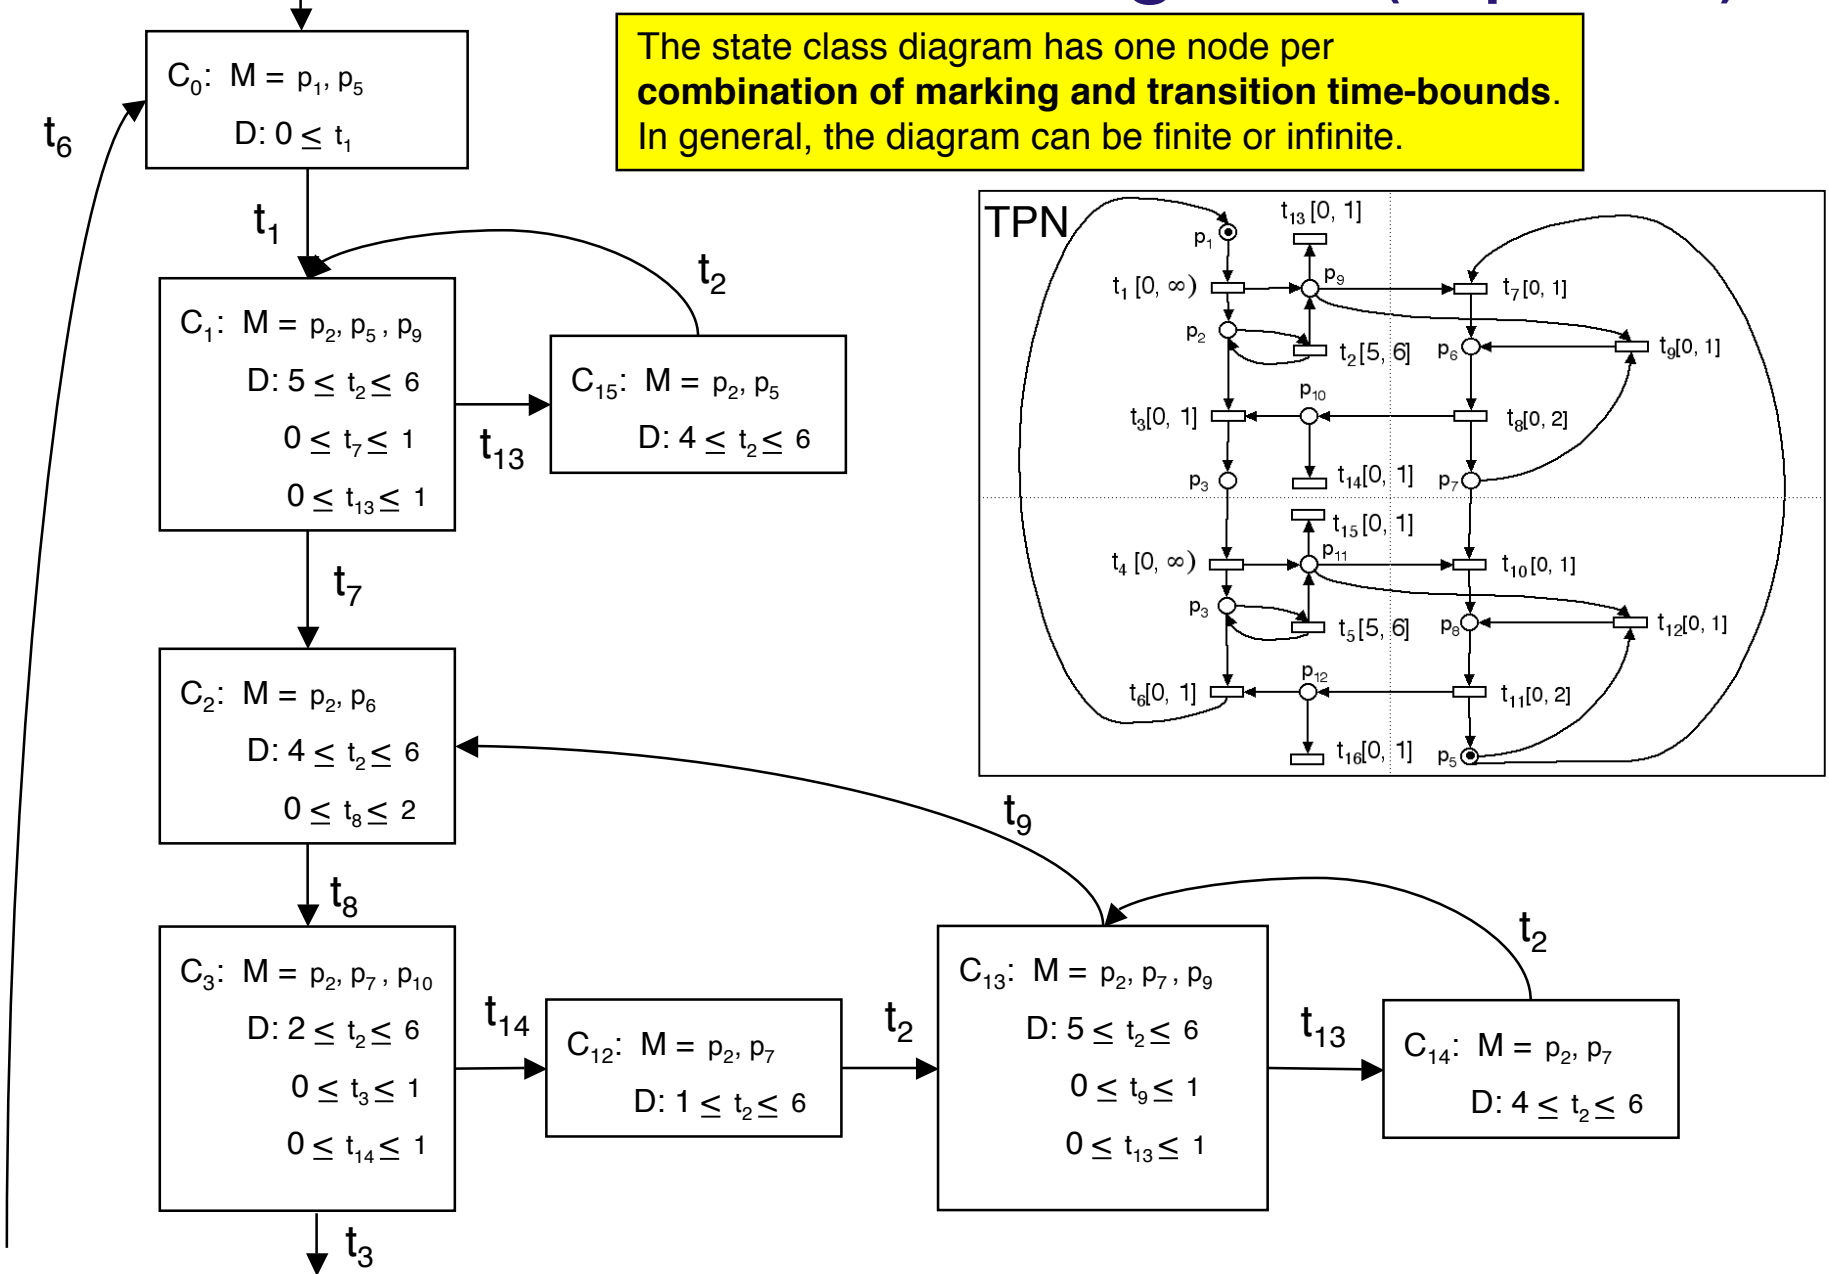 The state class diagram has one node per
combination of marking and transition time-bounds.
In general, the diagram can be finite or infinite.
C₀: M = p₁, p₅
D: 0 ≤ t₁
t₆
t₁
t₂
C₁: M = p₂, p₅ , p₉
D: 5 ≤ t₂ ≤ 6
0 ≤ t₇ ≤ 1
0 ≤ t₁₃ ≤ 1
t₁₃
C₁₅: M = p₂, p₅
D: 4 ≤ t₂ ≤ 6
t₇
C₂: M = p₂, p₆
D: 4 ≤ t₂ ≤ 6
0 ≤ t₈ ≤ 2
t₉
t₈
C₃: M = p₂, p₇ , p₁₀
D: 2 ≤ t₂ ≤ 6
0 ≤ t₃ ≤ 1
0 ≤ t₁₄ ≤ 1
t₁₄
C₁₂: M = p₂, p₇
D: 1 ≤ t₂ ≤ 6
t₂
C₁₃: M = p₂, p₇ , p₉
D: 5 ≤ t₂ ≤ 6
0 ≤ t₉ ≤ 1
0 ≤ t₁₃ ≤ 1
t₁₃
t₂
C₁₄: M = p₂, p₇
D: 4 ≤ t₂ ≤ 6
t₃
TPN
t₁₃ [0, 1]
p₁
t₁ [0, ∞)
p₉
t₇ [0, 1]
p₂
t₂ [5, 6]
p₆
t₉[0, 1]
p₁₀
t₃[0, 1]
t₈[0, 2]
p₃
t₁₄[0, 1]
p₇
t₁₅ [0, 1]
t₄ [0, ∞)
p₁₁
t₁₀[0, 1]
p₃
t₅[5, 6]
p₈
t₁₂[0, 1]
p₁₂
t₆[0, 1]
t₁₁[0, 2]
t₁₆[0, 1]
p₅